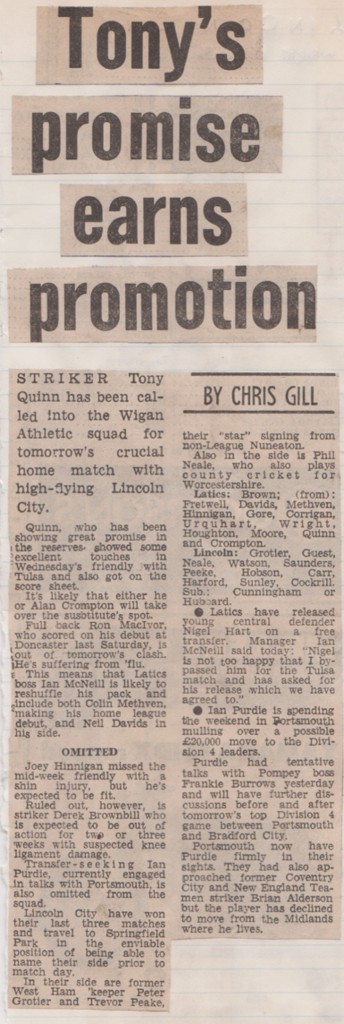 Tony's
promise
earns
promotion
STRIKER Tony
Quinn has been cal-
led into the Wigan
Athletic squad for
tomorrow's crucial
home match with
high-flying Lincoln
City.
Quinn, who has been
showing great promise in
the reserves showed some
excellent touches in
Wednesday's friendly with
Tulsa and also got on the
score sheet.
It's likely that either he
or Alan Crompton will take
over the susbtitute's spot.
Full back Ron MacIvor,
who scored on his debut at
Doncaster last Saturday, is
out of tomorrow's clash.
He's suffering from 'flu.
This means that Latics
boss Ian McNeill is likely to
reshuffle his pack and
include both Colin Methven,
making his home league
debut, and Neil Davids in
his side.
OMITTED
Joey Hinnigan missed the
mid-week friendly with a
shin injury, but he's
expected to be fit.
Ruled out, however, is
striker Derek Brownbill who
is expected to be out of
action for two or three
weeks with suspected knee
ligament damage.
Transfer-seeking Ian
Purdie, currently engaged
in talks with Portsmouth, is
also omitted from the
squad.
Lincoln City have won
their last three matches
and travel to Springfield
Park in the enviable
position of being able to
name their side prior to
match day.
In their side are former
West Ham 'keeper Peter
Grotier and Trevor Peake,
BY CHRIS GILL
their "star" signing from
non-League Nuneaton.
Also in the side is Phil
Neale, who also plays
county cricket for
Worcestershire.
Latics: Brown; (from):
Fretwell, Davids, Methven,
Hinnigan, Gore, Corrigan,
Urquhart, Wright,
Houghton, Moore, Quinn
and Crompton.
Lincoln: Grotier, Guest,
Neale, Watson, Saunders,
Peeke, Hobson, Carr,
Harford, Sunley, Cockrill.
Sub.: Cunningham or
Hubbard.
● Latics have released
young central defender
Nigel Hart on a free
transfer. Manager Ian
McNeill said today: "Nigel
is not too happy that I by-
passed him for the Tulsa
match and has asked for
his release which we have
agreed to."
● Ian Purdie is spending
the weekend in Portsmouth
mulling over a possible
£20,000 move to the Divi-
sion 4 leaders.
Purdie had tentative
talks with Pompey boss
Frankie Burrows yesterday
and will have further dis-
cussions before and after
tomorrow's top Division 4
game between Portsmouth
and Bradford City.
Portsmouth now have
Purdie firmly in their
sights. They had also ap-
proached former Coventry
City and New England Tea-
men striker Brian Alderson
but the player has declined
to move from the Midlands
where he lives.